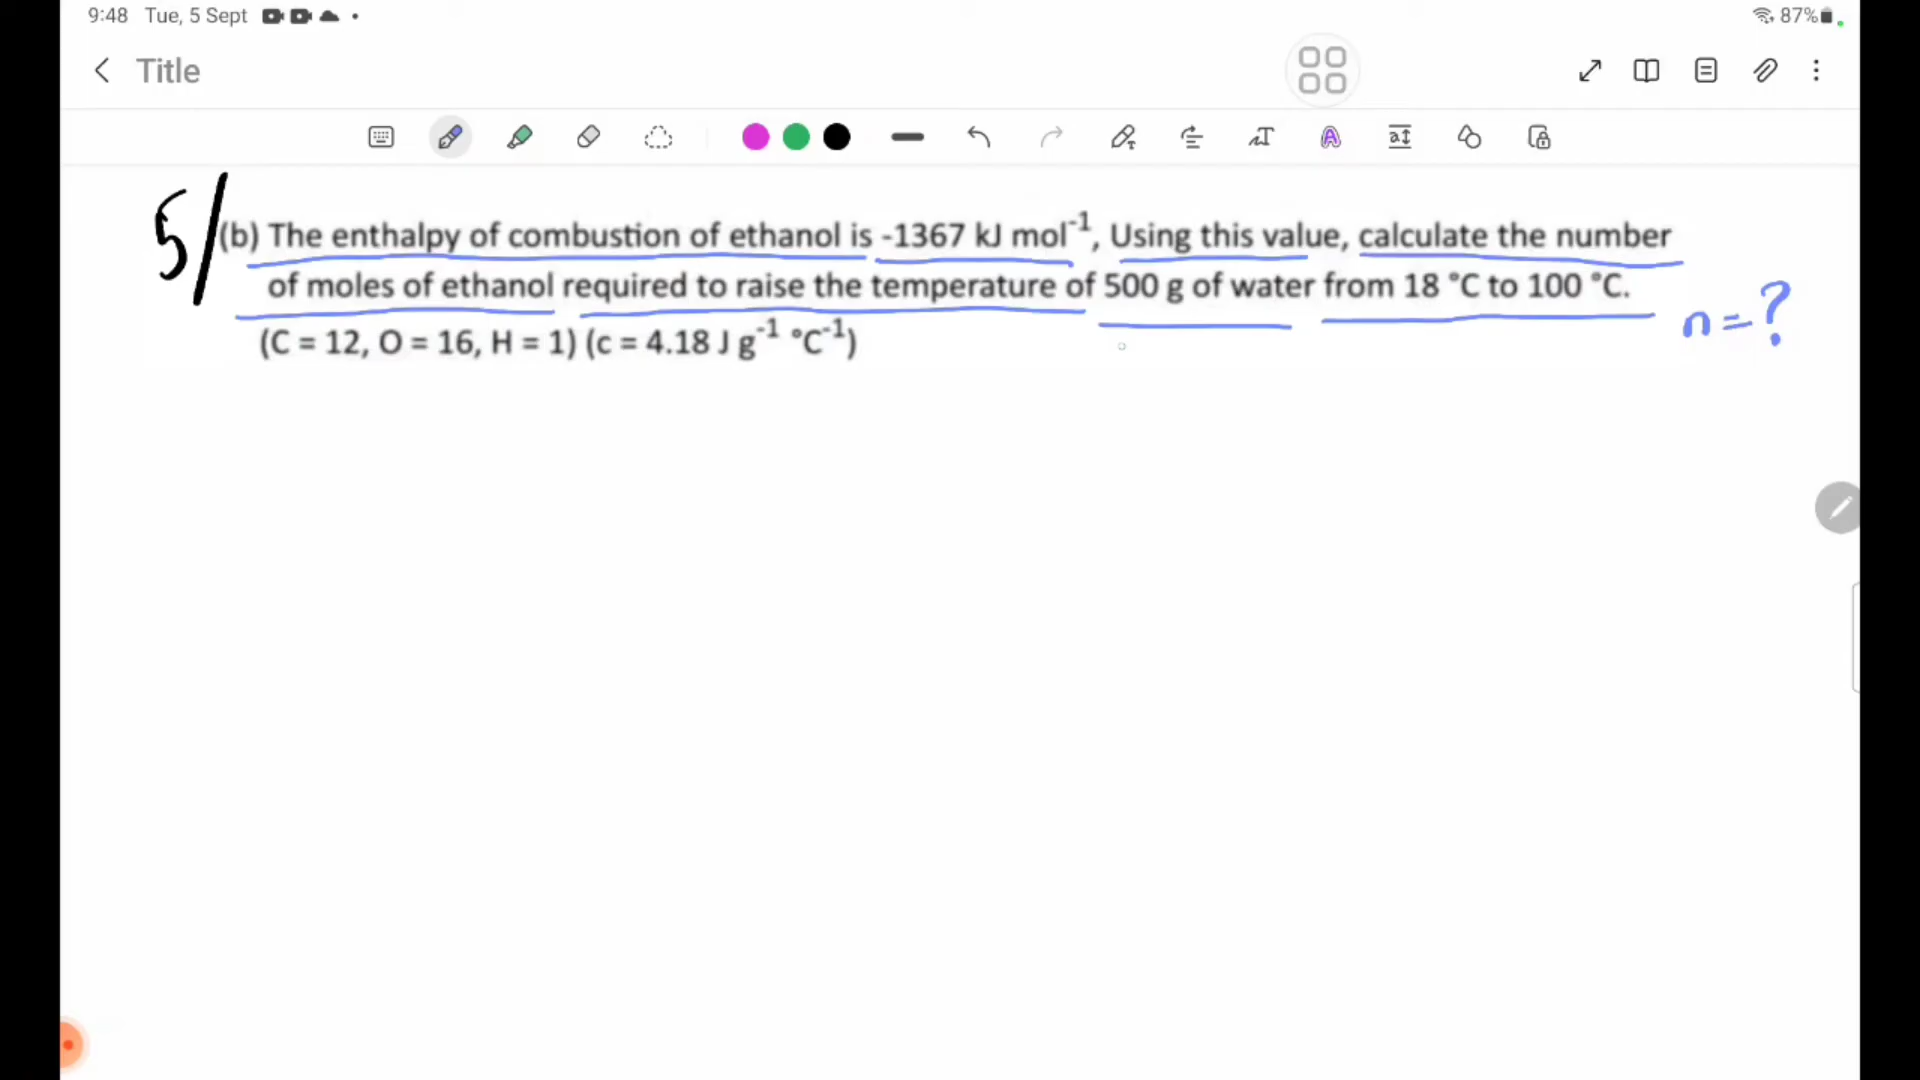 9:48 Tue, 5 Sept
87%
Title
5/
(b) The enthalpy of combustion of ethanol is -1367 kJ mol⁻¹, Using this value, calculate the number
of moles of ethanol required to raise the temperature of 500 g of water from 18 °C to 100 °C.
n = ?
(C = 12, O = 16, H = 1) (c = 4.18 J g⁻¹ °C⁻¹)